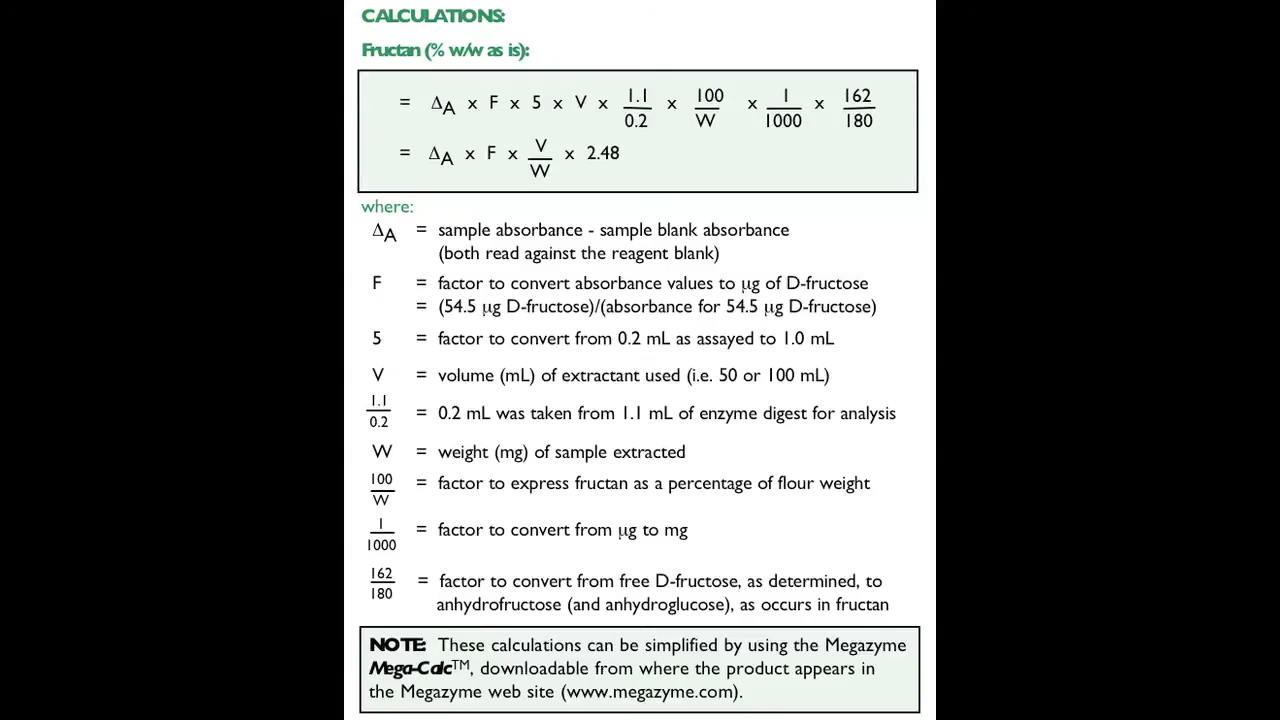 CALCULATIONS:
Fructan (% w/w as is):
= ΔA x F x 5 x V x 1.1/0.2 x 100/W x 1/1000 x 162/180
= ΔA x F x V/W x 2.48
where:
ΔA = sample absorbance - sample blank absorbance
(both read against the reagent blank)
F = factor to convert absorbance values to μg of D-fructose
= (54.5 μg D-fructose)/(absorbance for 54.5 μg D-fructose)
5 = factor to convert from 0.2 mL as assayed to 1.0 mL
V = volume (mL) of extractant used (i.e. 50 or 100 mL)
1.1/0.2 = 0.2 mL was taken from 1.1 mL of enzyme digest for analysis
W = weight (mg) of sample extracted
100/W = factor to express fructan as a percentage of flour weight
1/1000 = factor to convert from μg to mg
162/180 = factor to convert from free D-fructose, as determined, to
anhydrofructose (and anhydroglucose), as occurs in fructan
NOTE: These calculations can be simplified by using the Megazyme
Mega-Calc™, downloadable from where the product appears in
the Megazyme web site (www.megazyme.com).